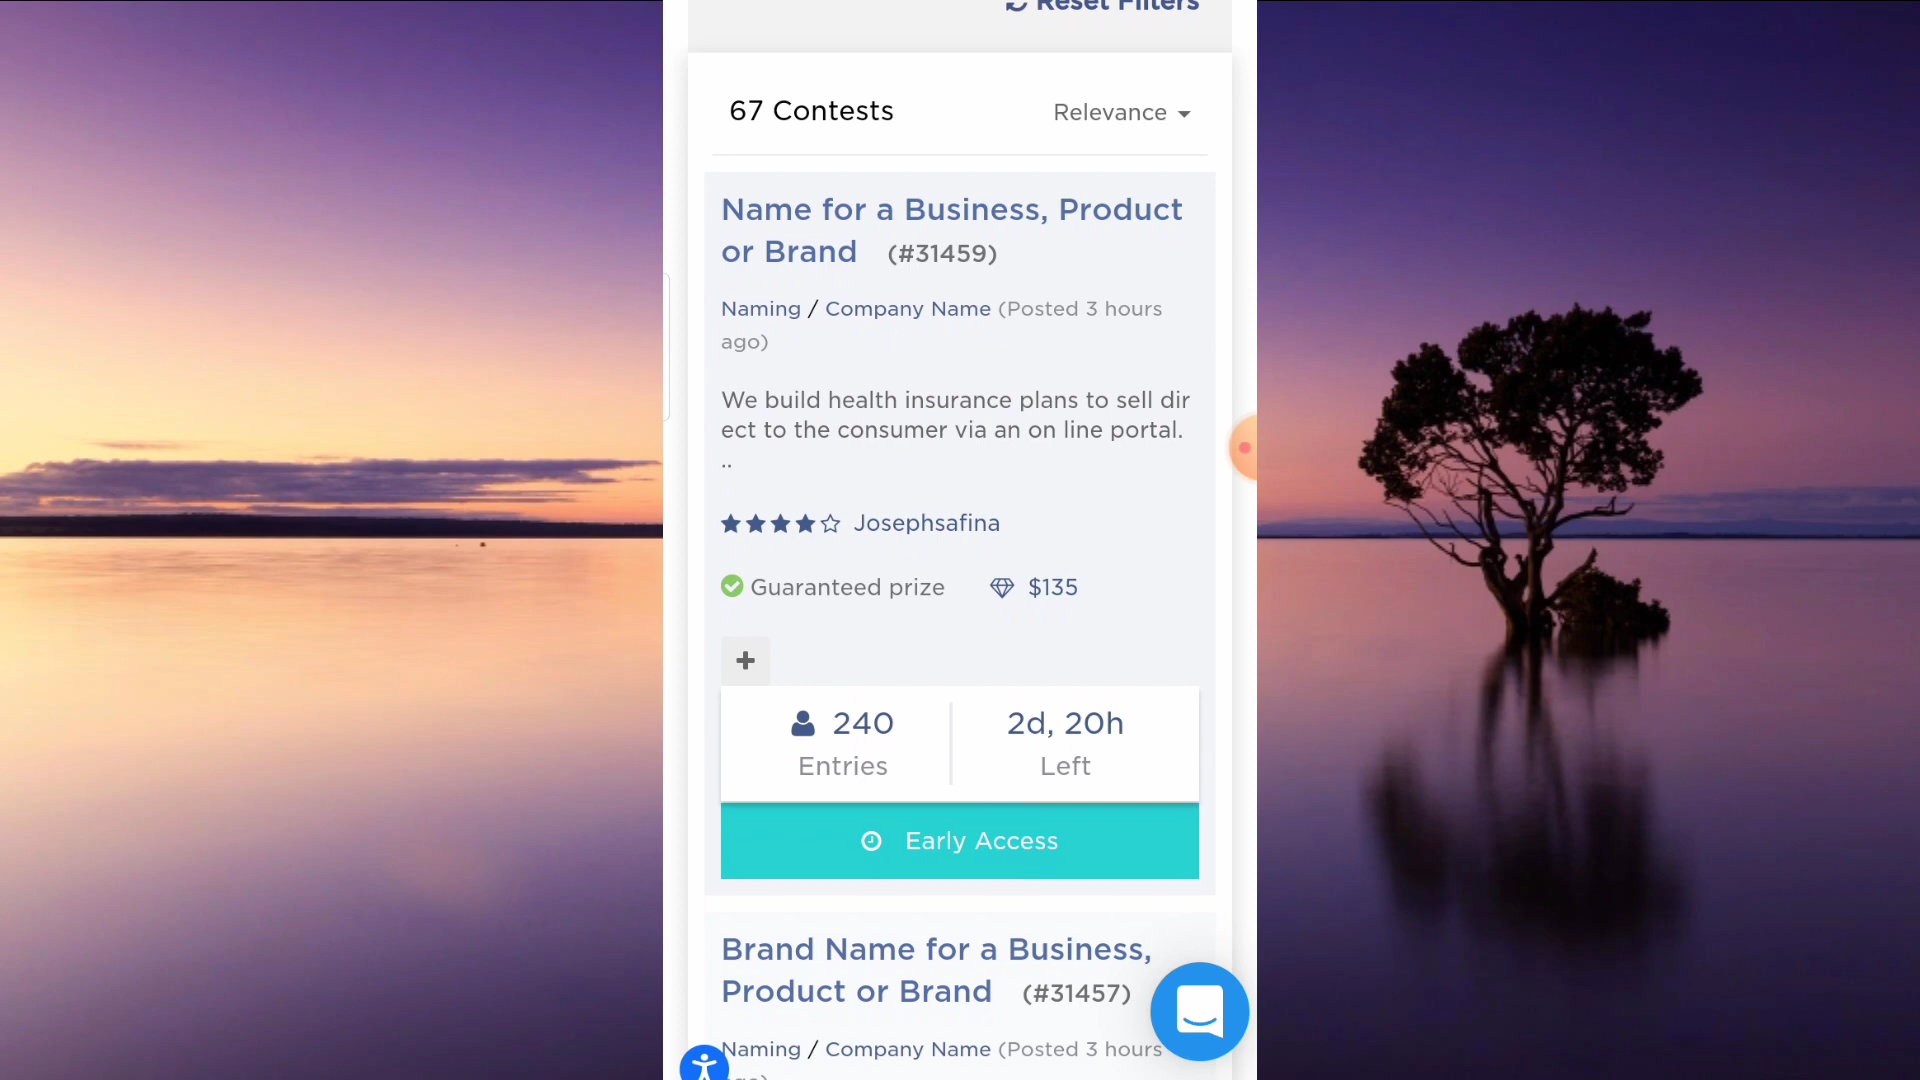 Reset Filters
67 Contests
Relevance
Name for a Business, Product
or Brand (#31459)
Naming / Company Name (Posted 3 hours
ago)
We build health insurance plans to sell dir
ect to the consumer via an on line portal.
..
Josephsafina
Guaranteed prize $135
240 2d, 20h
Entries Left
Early Access
Brand Name for a Business,
Product or Brand (#31457)
Naming / Company Name (Posted 3 hours
ago)